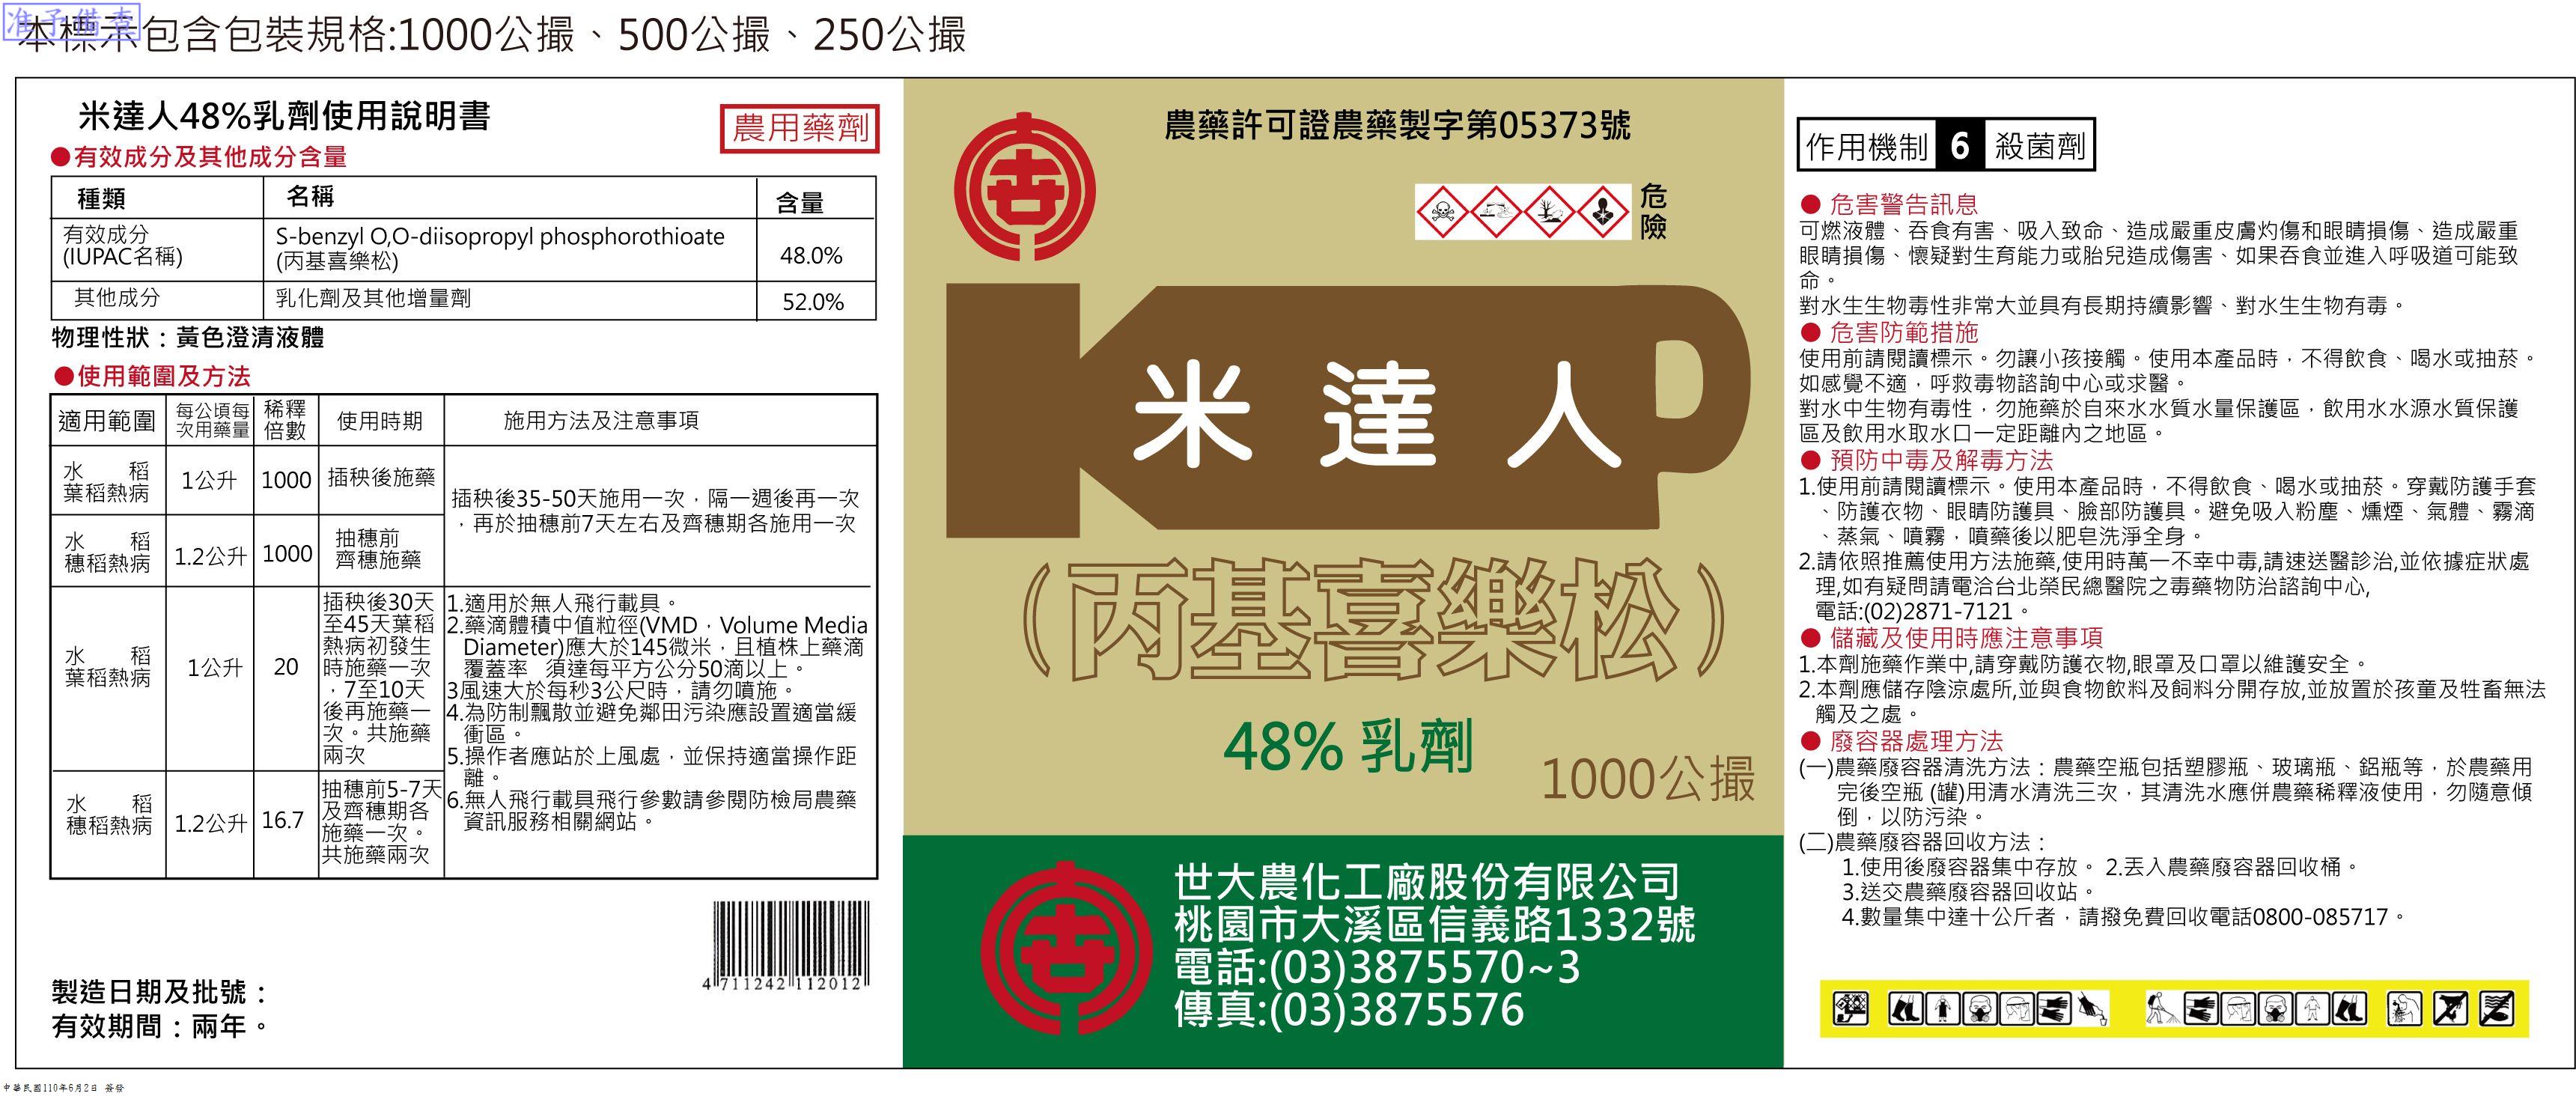 准予備查
本標示包含包裝規格:1000公撮、500公撮、250公撮
米達人48%乳劑使用說明書
農用藥劑
●有效成分及其他成分含量
種類 名稱 含量
有效成分
(IUPAC名稱)
S-benzyl O,O-diisopropyl phosphorothioate
(丙基喜樂松)
48.0%
其他成分 乳化劑及其他增量劑 52.0%
物理性狀：黃色澄清液體
●使用範圍及方法
適用範圍
每公頃每
次用藥量
稀釋
倍數
使用時期
施用方法及注意事項
水 稻
葉稻熱病
1公升
1000
插秧後施藥
水 稻
穗稻熱病
1.2公升
1000
抽穗前
齊穗施藥
插秧後35-50天施用一次，隔一週後再一次
，再於抽穗前7天左右及齊穗期各施用一次
水 稻
葉稻熱病
1公升
20
插秧後30天
至45天葉稻
熱病初發生
時施藥一次
，7至10天
後再施藥一
次。共施藥
兩次
水 稻
穗稻熱病
1.2公升
16.7
抽穗前5-7天
及齊穗期各
施藥一次。
共施藥兩次
1.適用於無人飛行載具。
2.藥滴體積中值粒徑(VMD，Volume Media
Diameter)應大於145微米，且植株上藥滴
覆蓋率 須達每平方公分50滴以上。
3風速大於每秒3公尺時，請勿噴施。
4.為防制飄散並避免鄰田污染應設置適當緩
衝區。
5.操作者應站於上風處，並保持適當操作距
離。
6.無人飛行載具飛行參數請參閱防檢局農藥
資訊服務相關網站。
4 711242 112012
製造日期及批號：
有效期間：兩年。
農藥許可證農藥製字第05373號
危
險
KP
米達人
(丙基喜樂松)
48% 乳劑
1000公撮
世大農化工廠股份有限公司
桃園市大溪區信義路1332號
電話:(03)3875570~3
傳真:(03)3875576
作用機制 6 殺菌劑
● 危害警告訊息
可燃液體、吞食有害、吸入致命、造成嚴重皮膚灼傷和眼睛損傷、造成嚴重
眼睛損傷、懷疑對生育能力或胎兒造成傷害、如果吞食並進入呼吸道可能致
命。
對水生生物毒性非常大並具有長期持續影響、對水生生物有毒。
● 危害防範措施
使用前請閱讀標示。勿讓小孩接觸。使用本產品時，不得飲食、喝水或抽菸。
如感覺不適，呼救毒物諮詢中心或求醫。
對水中生物有毒性，勿施藥於自來水水質水量保護區，飲用水水源水質保護
區及飲用水取水口一定距離內之地區。
● 預防中毒及解毒方法
1.使用前請閱讀標示。使用本產品時，不得飲食、喝水或抽菸。穿戴防護手套
、防護衣物、眼睛防護具、臉部防護具。避免吸入粉塵、燻煙、氣體、霧滴
、蒸氣、噴霧，噴藥後以肥皂洗淨全身。
2.請依照推薦使用方法施藥,使用時萬一不幸中毒,請速送醫診治,並依據症狀處
理,如有疑問請電洽台北榮民總醫院之毒藥物防治諮詢中心,
電話:(02)2871-7121。
● 儲藏及使用時應注意事項
1.本劑施藥作業中,請穿戴防護衣物,眼罩及口罩以維護安全。
2.本劑應儲存陰涼處所,並與食物飲料及飼料分開存放,並放置於孩童及牲畜無法
觸及之處。
● 廢容器處理方法
(一)農藥廢容器清洗方法：農藥空瓶包括塑膠瓶、玻璃瓶、鋁瓶等，於農藥用
完後空瓶 (罐)用清水清洗三次，其清洗水應併農藥稀釋液使用，勿隨意傾
倒，以防污染。
(二)農藥廢容器回收方法：
1.使用後廢容器集中存放。 2.丟入農藥廢容器回收桶。
3.送交農藥廢容器回收站。
4.數量集中達十公斤者，請撥免費回收電話0800-085717。
中華民國110年6月2日 簽發